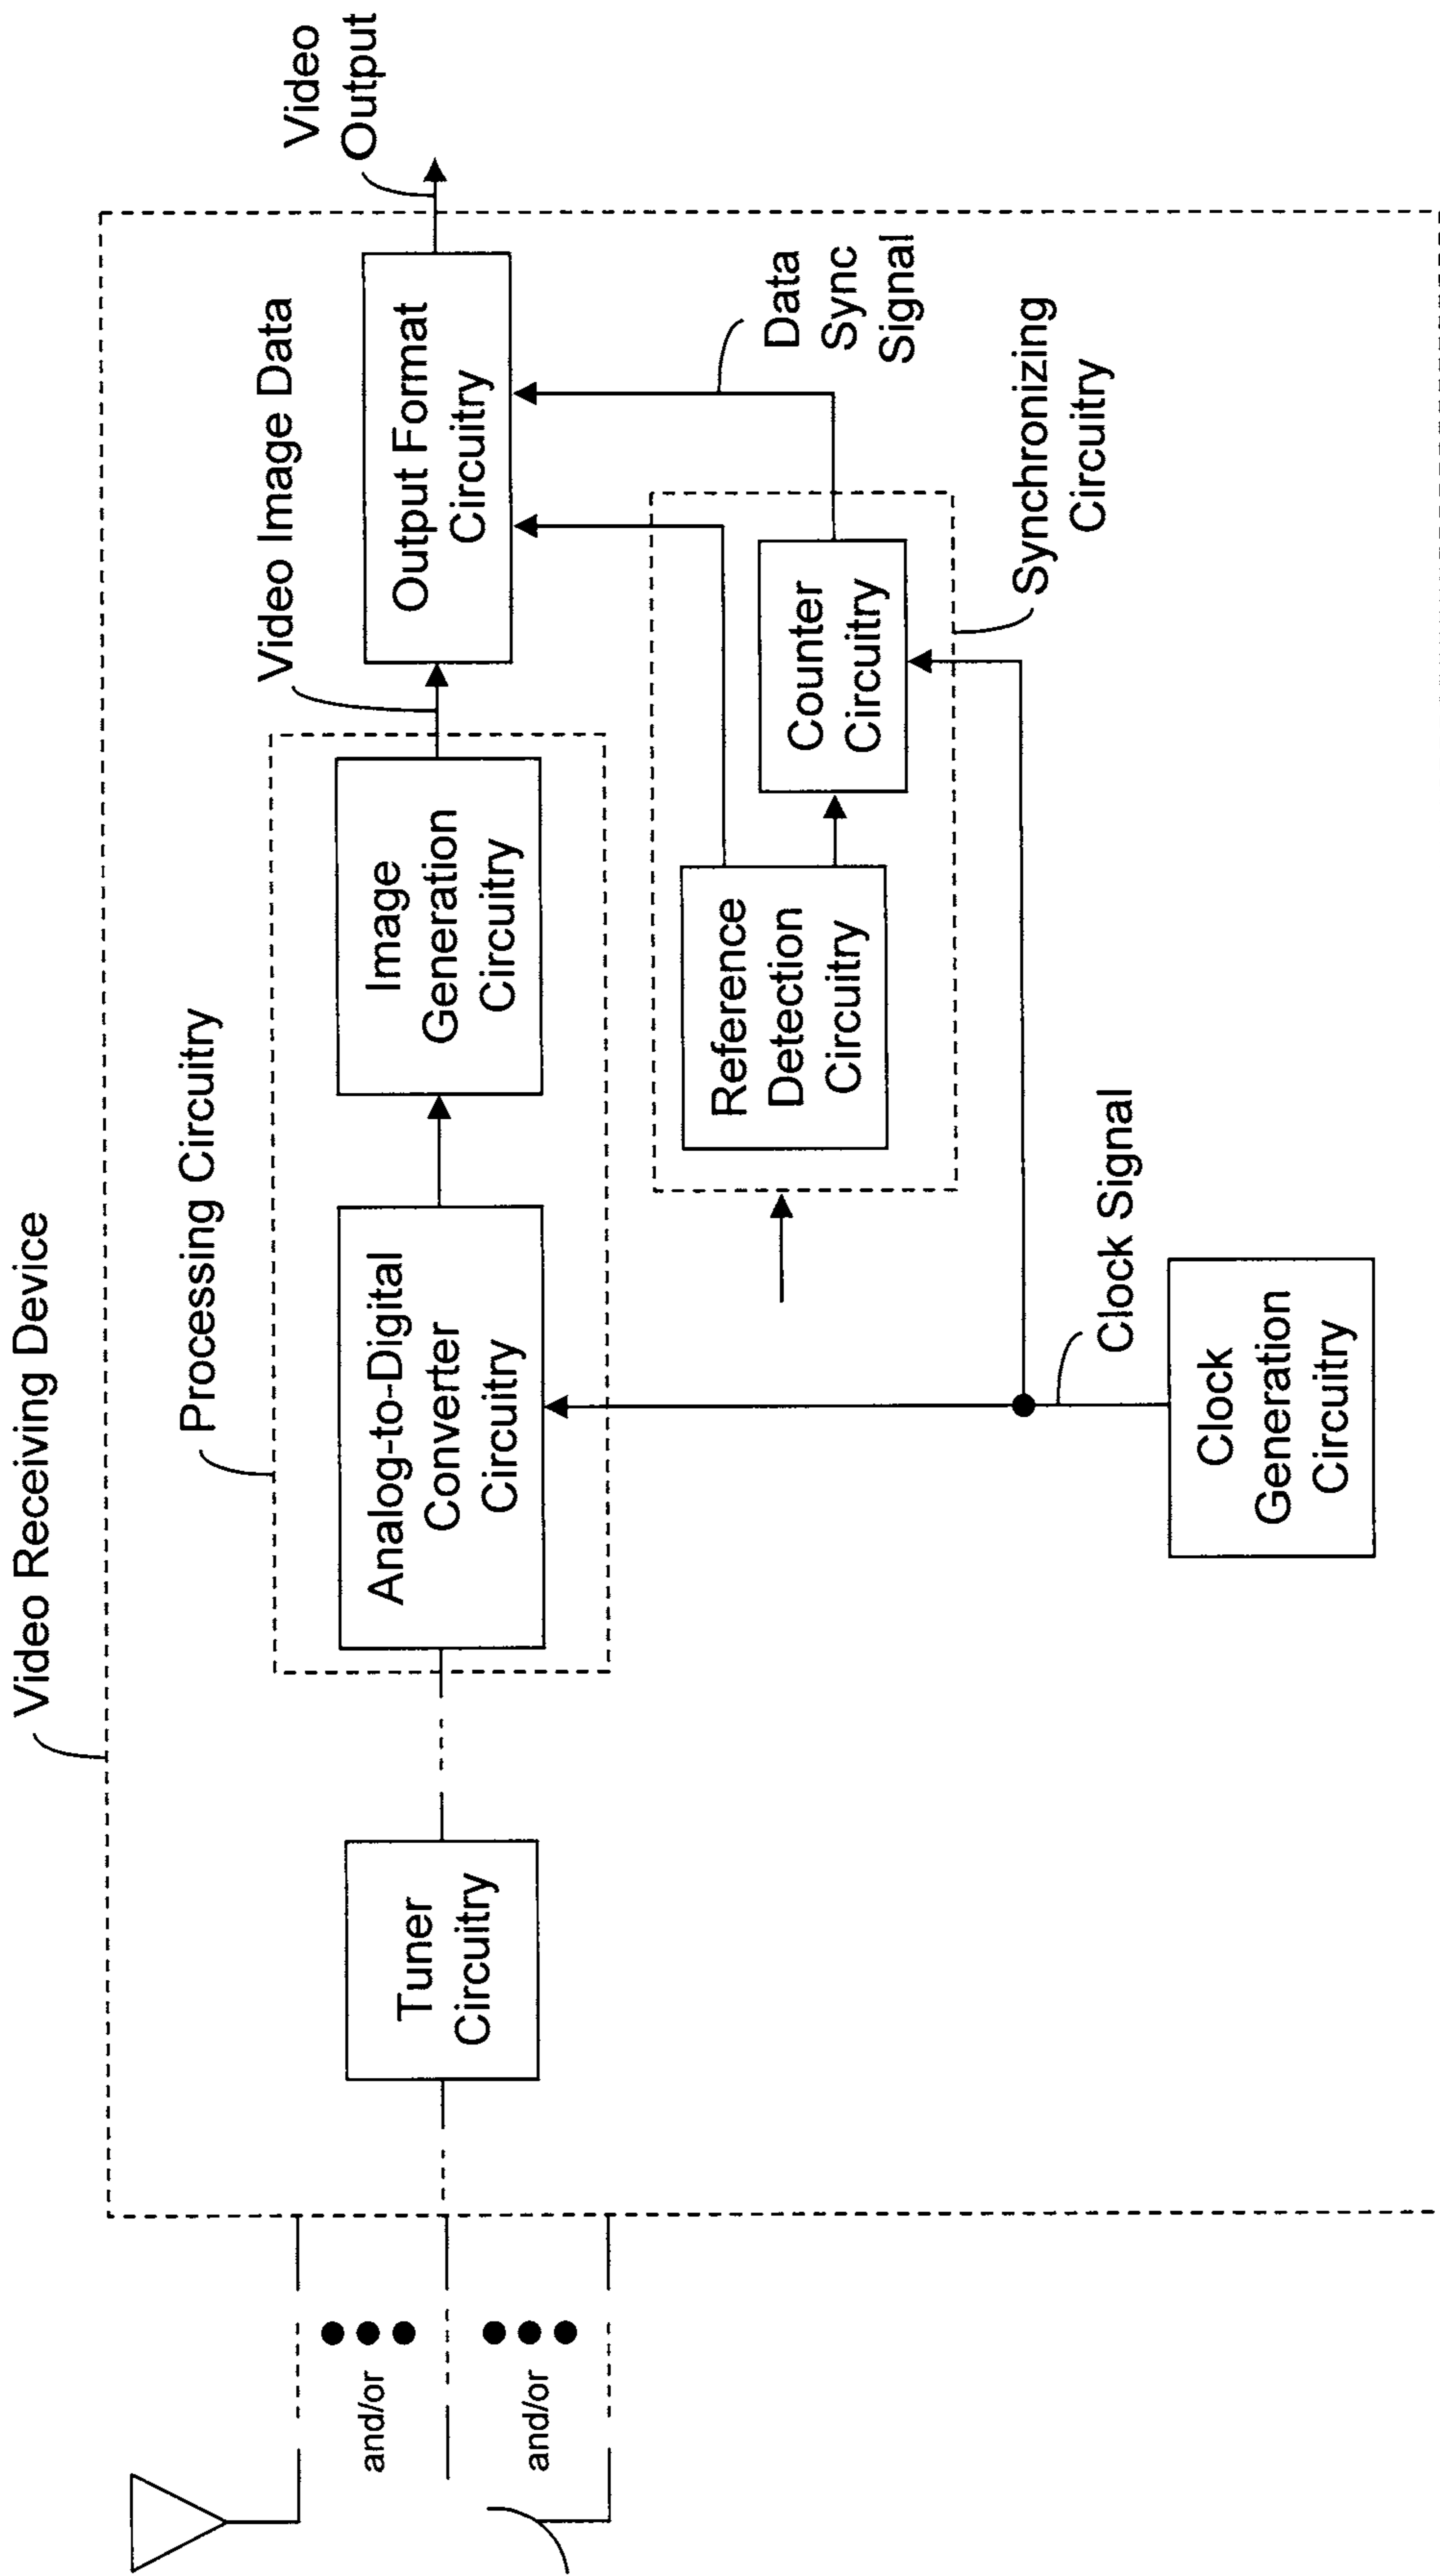 Video Receiving Device
Processing Circuitry
Video Image Data
Video
Output
and/or
and/or
Tuner
Circuitry
Analog-to-Digital
Converter
Circuitry
Image
Generation
Circuitry
Output Format
Circuitry
Reference
Detection
Circuitry
Counter
Circuitry
Data
Sync
Signal
Synchronizing
Circuitry
Clock Signal
Clock
Generation
Circuitry